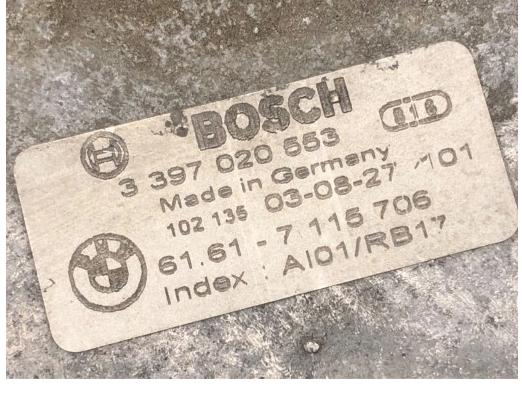 BOSCH
3 397 020 553
Made in Germany
102 135 03-08-27 101
61.61 - 7 115 706
Index : AI01/RB17